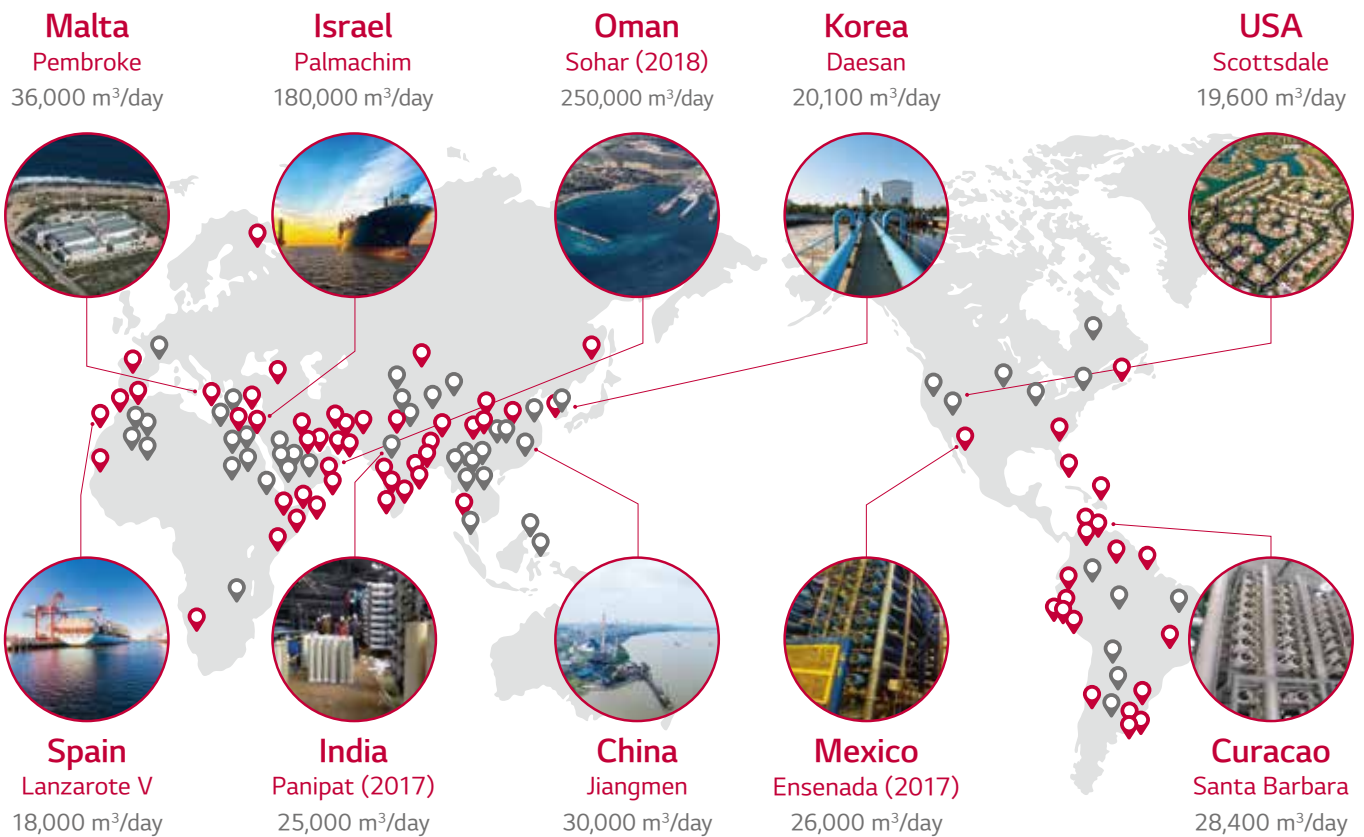 Malta
Pembroke
36,000 m³/day
Israel
Palmachim
180,000 m³/day
Oman
Sohar (2018)
250,000 m³/day
Korea
Daesan
20,100 m³/day
USA
Scottsdale
19,600 m³/day
Spain
Lanzarote V
18,000 m³/day
India
Panipat (2017)
25,000 m³/day
China
Jiangmen
30,000 m³/day
Mexico
Ensenada (2017)
26,000 m³/day
Curacao
Santa Barbara
28,400 m³/day